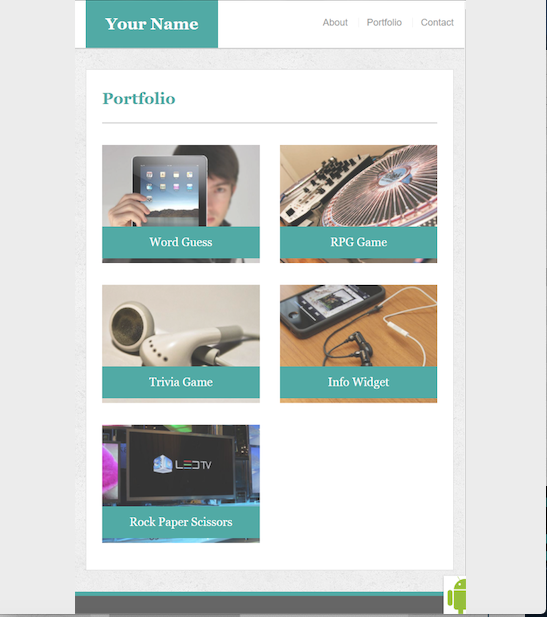 Your Name
About
Portfolio
Contact
Portfolio
Word Guess
RPG Game
Trivia Game
Info Widget
LED TV
Rock Paper Scissors